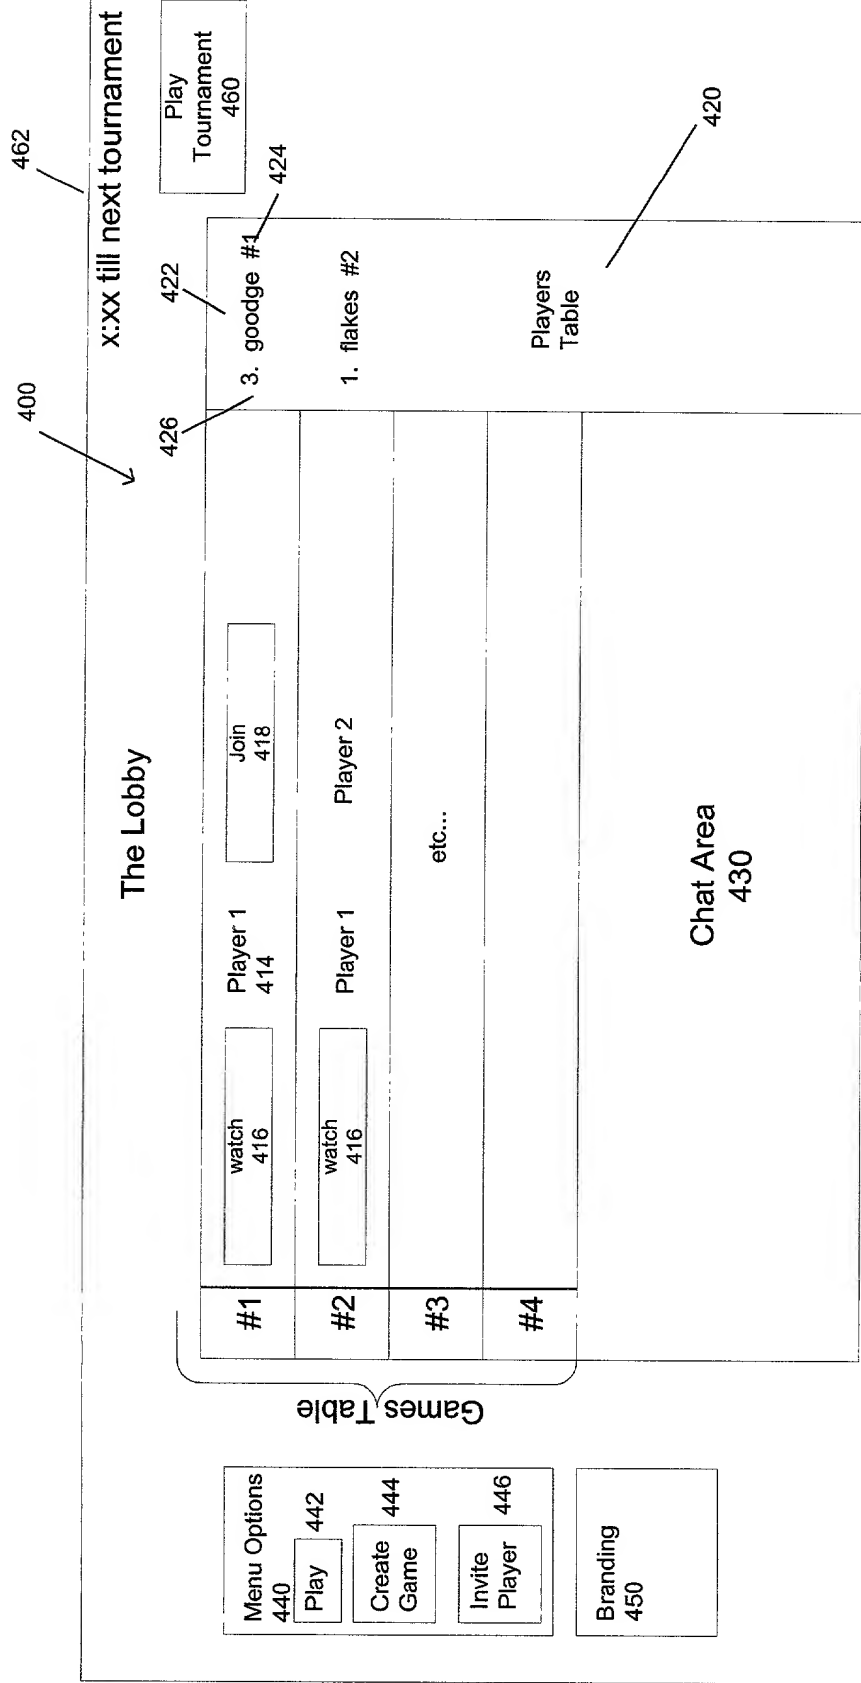 462
x:xx till next tournament
400
The Lobby
Play
Tournament
460
Menu Options
440
Play
442
Create
Game
444
Invite
Player
446
Branding
450
Games Table
#1
watch
416
Player 1
414
Join
418
#2
watch
416
Player 1
Player 2
#3
etc...
#4
426
422
424
3. goodge #1
1. flakes #2
Players
Table
420
Chat Area
430